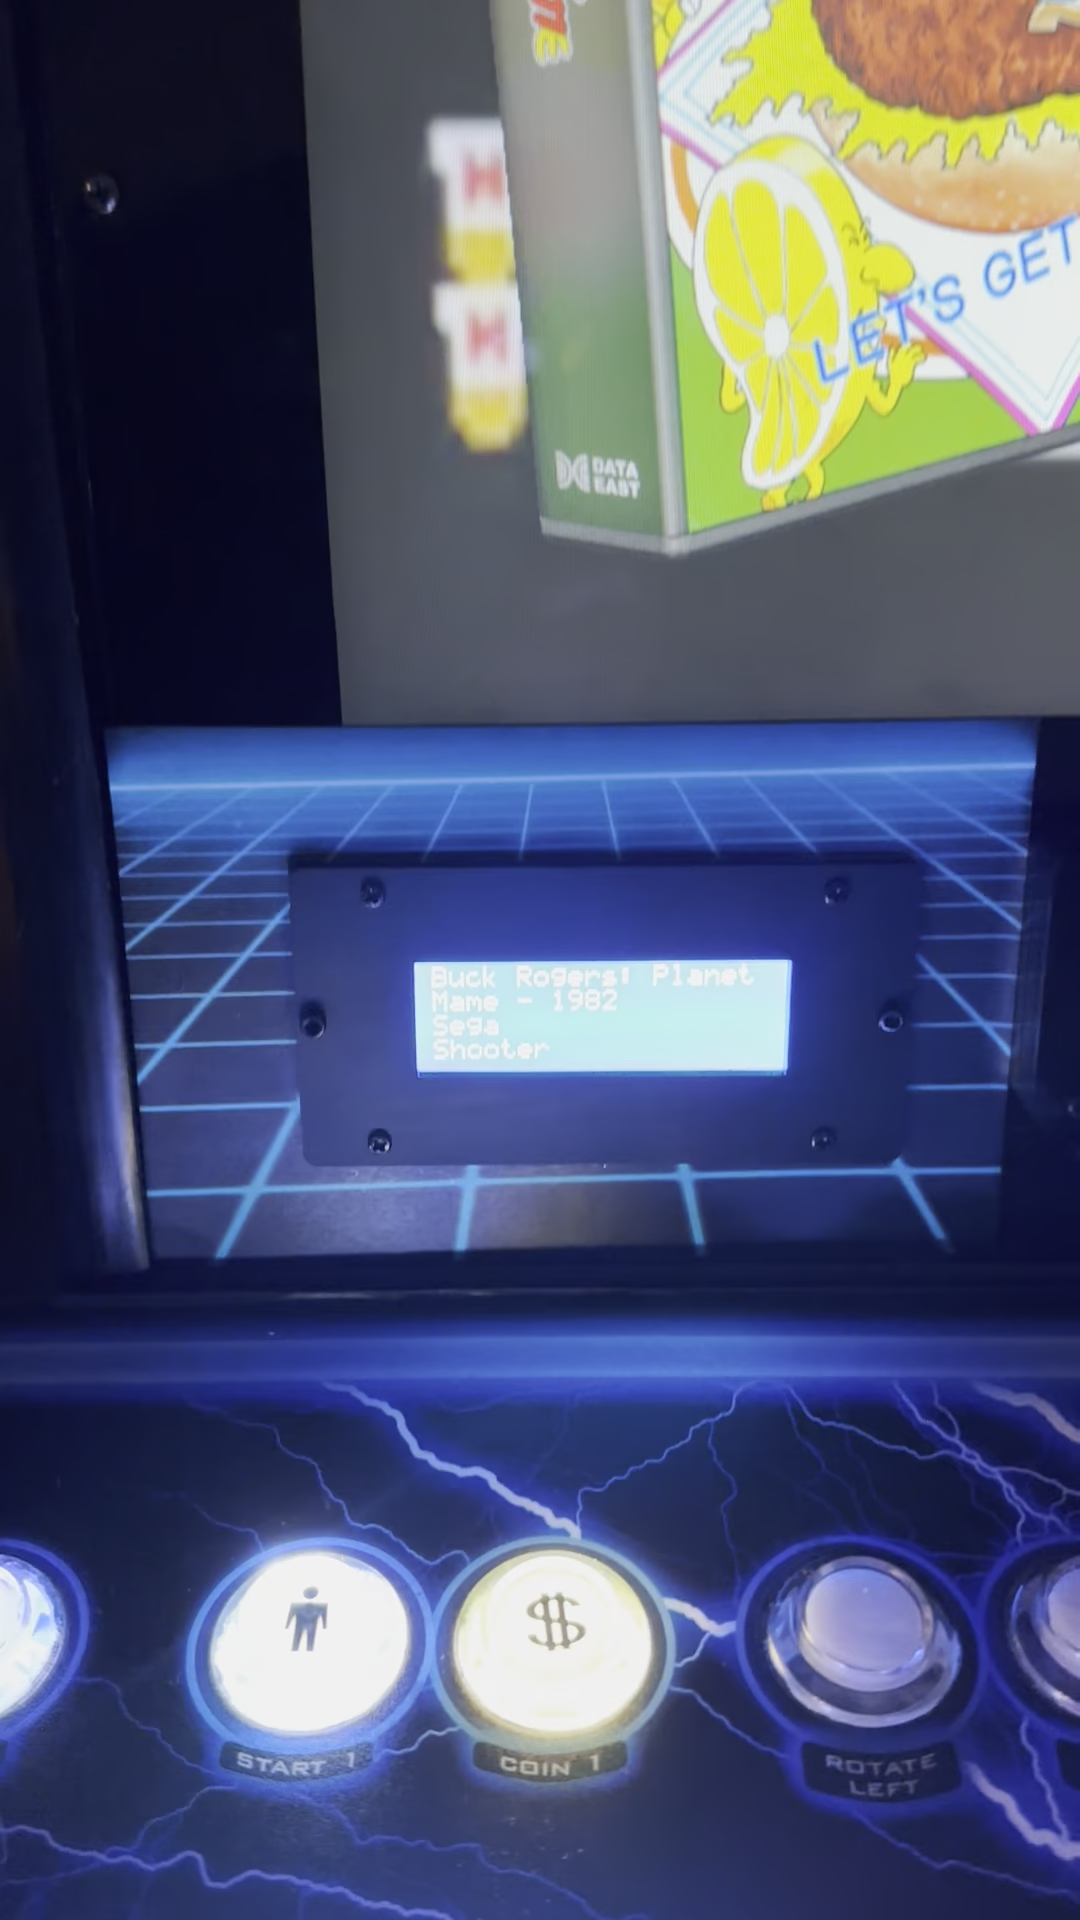 LET'S GET
DATA
EAST
Buck Rogers: Planet
Mame - 1982
Sega
Shooter
$
START 1
COIN 1
ROTATE
LEFT